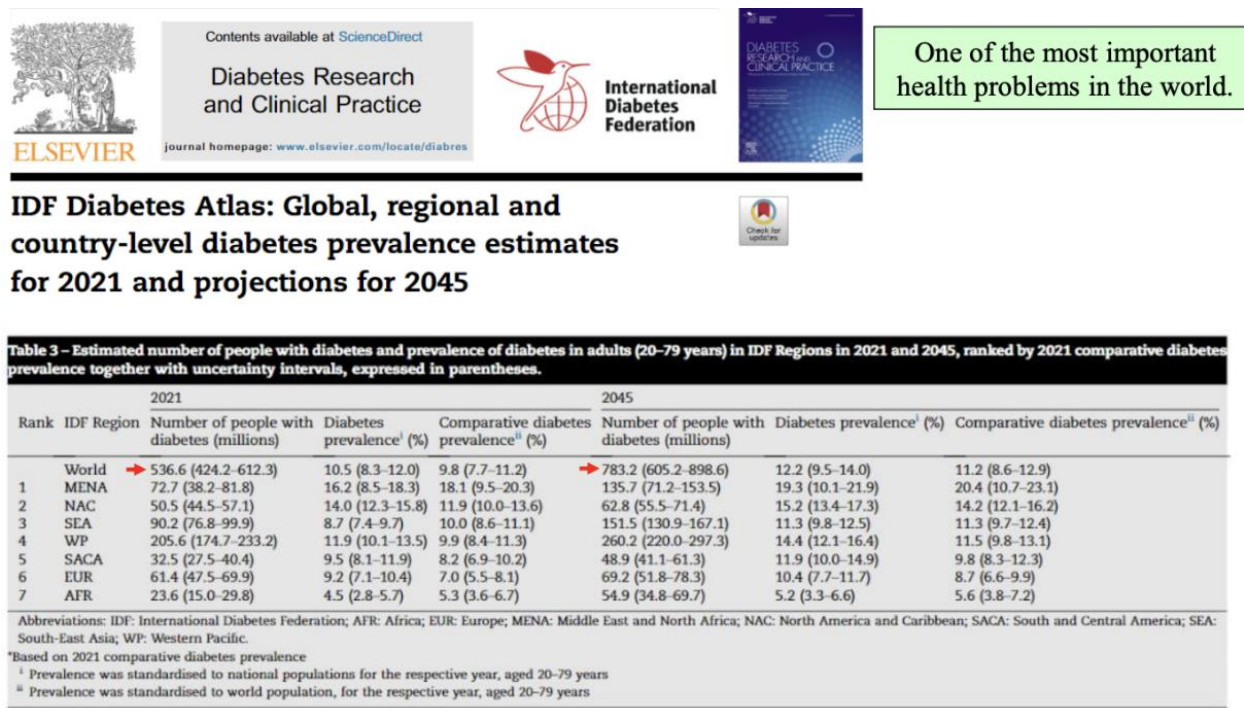 ELSEVIER
Contents available at ScienceDirect
Diabetes Research
and Clinical Practice
journal homepage: www.elsevier.com/locate/diabres
International
Diabetes
Federation
DIABETES
RESEARCH AND
CLINICAL PRACTICE
One of the most important
health problems in the world.
IDF Diabetes Atlas: Global, regional and
country-level diabetes prevalence estimates
for 2021 and projections for 2045
Check for
updates
Table 3 – Estimated number of people with diabetes and prevalence of diabetes in adults (20–79 years) in IDF Regions in 2021 and 2045, ranked by 2021 comparative diabetes
prevalence together with uncertainty intervals, expressed in parentheses.
2021 2045
Rank IDF Region Number of people with Diabetes Comparative diabetes Number of people with Diabetes prevalenceⁱ (%) Comparative diabetes prevalenceⁱⁱ (%)
diabetes (millions) prevalenceⁱ (%) prevalenceⁱⁱ (%) diabetes (millions)
World 536.6 (424.2–612.3) 10.5 (8.3–12.0) 9.8 (7.7–11.2) 783.2 (605.2–898.6) 12.2 (9.5–14.0) 11.2 (8.6–12.9)
1 MENA 72.7 (38.2–81.8) 16.2 (8.5–18.3) 18.1 (9.5–20.3) 135.7 (71.2–153.5) 19.3 (10.1–21.9) 20.4 (10.7–23.1)
2 NAC 50.5 (44.5–57.1) 14.0 (12.3–15.8) 11.9 (10.0–13.6) 62.8 (55.5–71.4) 15.2 (13.4–17.3) 14.2 (12.1–16.2)
3 SEA 90.2 (76.8–99.9) 8.7 (7.4–9.7) 10.0 (8.6–11.1) 151.5 (130.9–167.1) 11.3 (9.8–12.5) 11.3 (9.7–12.4)
4 WP 205.6 (174.7–233.2) 11.9 (10.1–13.5) 9.9 (8.4–11.3) 260.2 (220.0–297.3) 14.4 (12.1–16.4) 11.5 (9.8–13.1)
5 SACA 32.5 (27.5–40.4) 9.5 (8.1–11.9) 8.2 (6.9–10.2) 48.9 (41.1–61.3) 11.9 (10.0–14.9) 9.8 (8.3–12.3)
6 EUR 61.4 (47.5–69.9) 9.2 (7.1–10.4) 7.0 (5.5–8.1) 69.2 (51.8–78.3) 10.4 (7.7–11.7) 8.7 (6.6–9.9)
7 AFR 23.6 (15.0–29.8) 4.5 (2.8–5.7) 5.3 (3.6–6.7) 54.9 (34.8–69.7) 5.2 (3.3–6.6) 5.6 (3.8–7.2)
Abbreviations: IDF: International Diabetes Federation; AFR: Africa; EUR: Europe; MENA: Middle East and North Africa; NAC: North America and Caribbean; SACA: South and Central America; SEA:
South-East Asia; WP: Western Pacific.
*Based on 2021 comparative diabetes prevalence
ⁱ Prevalence was standardised to national populations for the respective year, aged 20–79 years
ⁱⁱ Prevalence was standardised to world population, for the respective year, aged 20–79 years